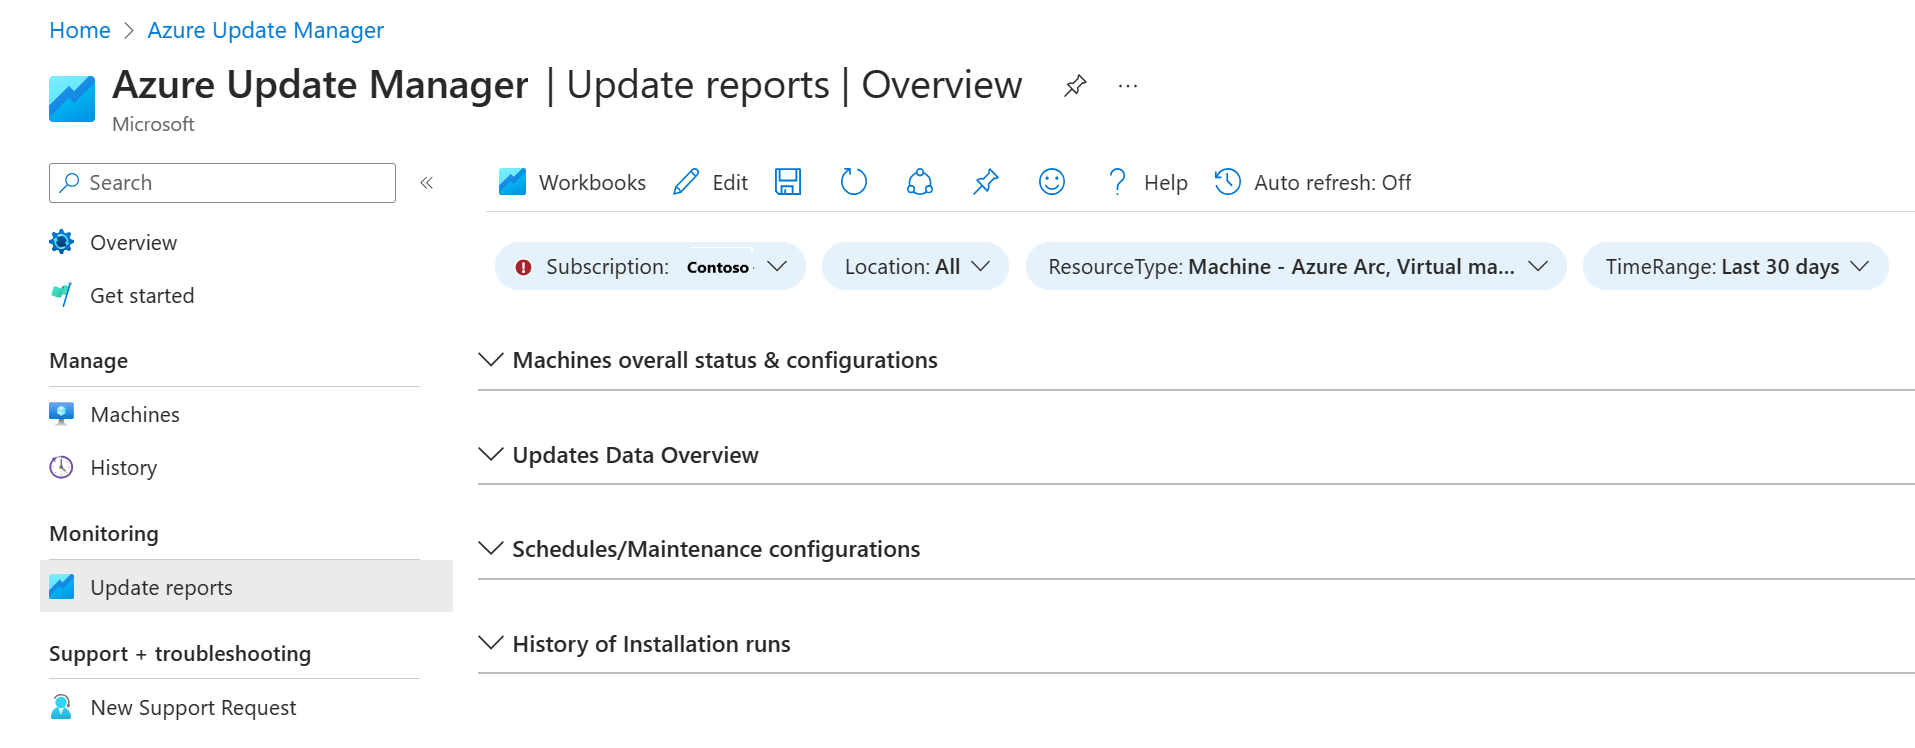 Home > Azure Update Manager
Azure Update Manager | Update reports | Overview ...
Microsoft
Search «
Workbooks Edit Help Auto refresh: Off
Overview
Get started
Manage
Machines
History
Monitoring
Update reports
Support + troubleshooting
New Support Request
Subscription: Contoso Location: All ResourceType: Machine - Azure Arc, Virtual ma... TimeRange: Last 30 days
Machines overall status & configurations
Updates Data Overview
Schedules/Maintenance configurations
History of Installation runs